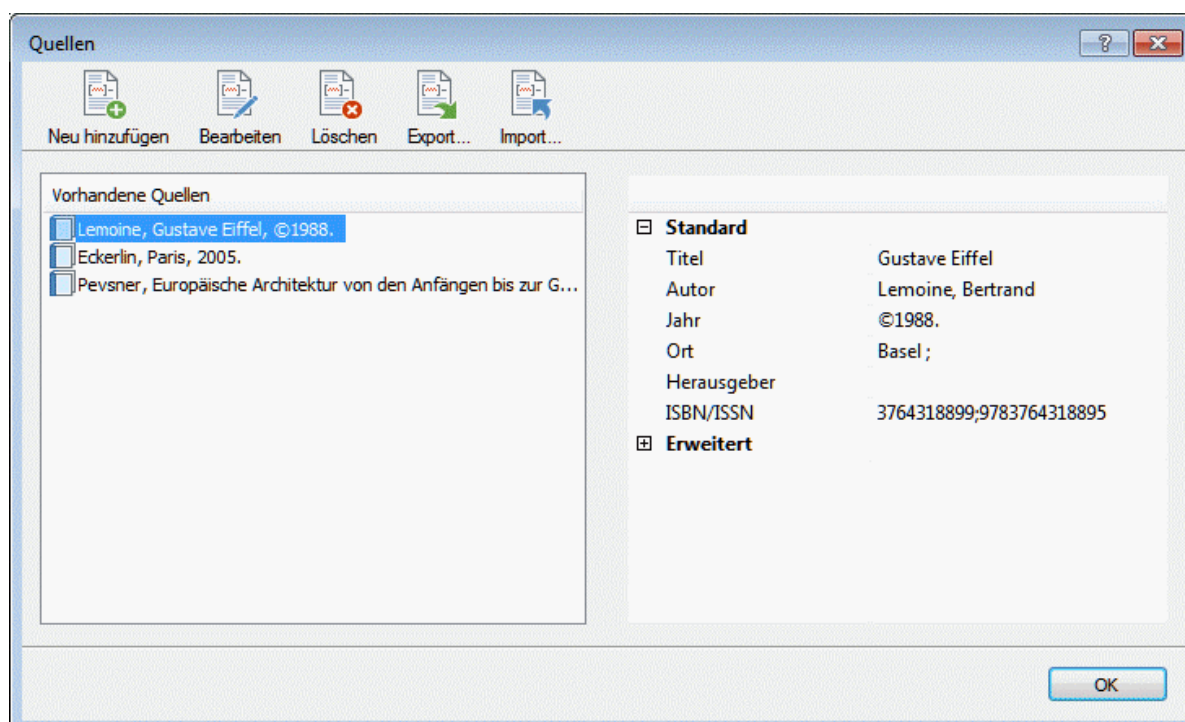 Quellen
Neu hinzufügen Bearbeiten Löschen Export... Import...
Vorhandene Quellen
Lemoine, Gustave Eiffel, ©1988.
Eckerlin, Paris, 2005.
Pevsner, Europäische Architektur von den Anfängen bis zur G...
Standard
Titel Gustave Eiffel
Autor Lemoine, Bertrand
Jahr ©1988.
Ort Basel ;
Herausgeber
ISBN/ISSN 3764318899;9783764318895
Erweitert
OK